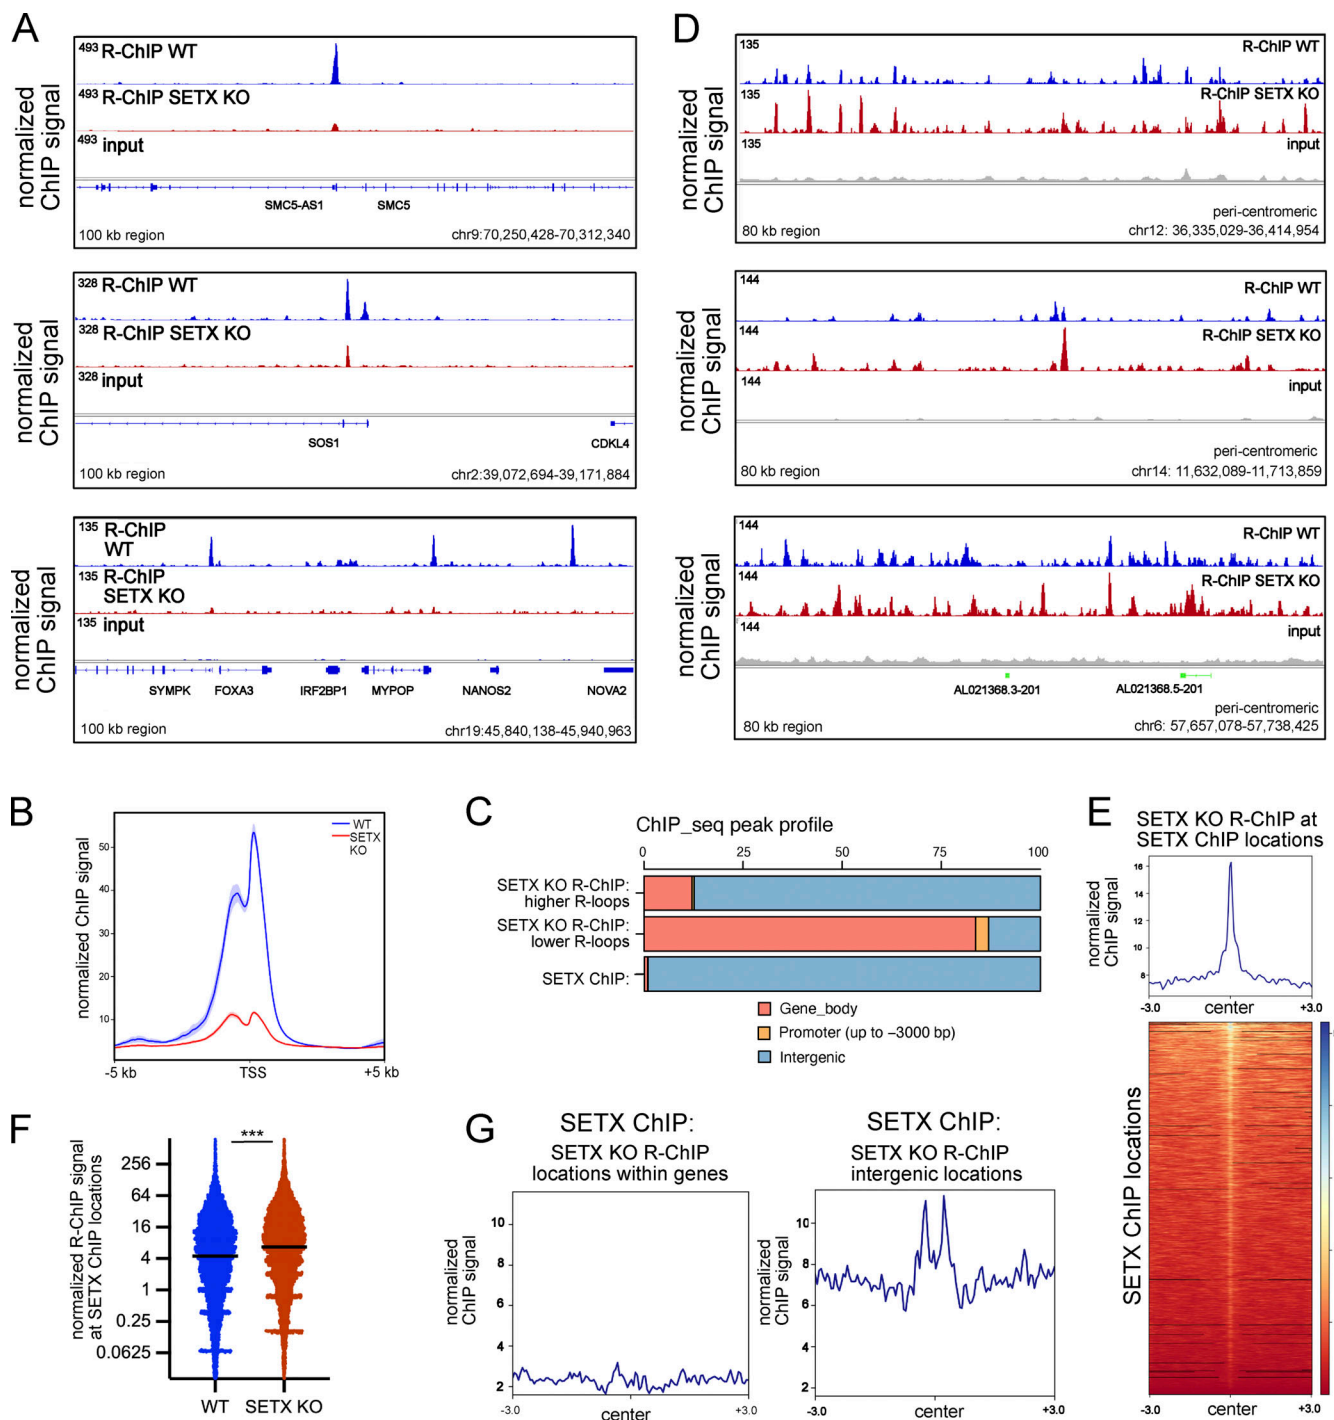 A
normalized
ChIP signal
493 R-ChIP WT
493 R-ChIP SETX KO
493 input
SMC5-AS1 SMC5
100 kb region chr9:70,250,428-70,312,340
normalized
ChIP signal
328 R-ChIP WT
328 R-ChIP SETX KO
328 input
SOS1 CDKL4
100 kb region chr2:39,072,694-39,171,884
normalized
ChIP signal
135 R-ChIP
WT
135 R-ChIP
SETX KO
135 input
SYMPK FOXA3 IRF2BP1 MYPOP NANOS2 NOVA2
100 kb region chr19:45,840,138-45,940,963
D
normalized
ChIP signal
135 R-ChIP WT
135 R-ChIP SETX KO
135 input
peri-centromeric
80 kb region chr12: 36,335,029-36,414,954
normalized
ChIP signal
144 R-ChIP WT
144 R-ChIP SETX KO
144 input
peri-centromeric
80 kb region chr14: 11,632,089-11,713,859
normalized
ChIP signal
144 R-ChIP WT
144 R-ChIP SETX KO
144 input
AL021368.3-201 AL021368.5-201
peri-centromeric
80 kb region chr6: 57,657,078-57,738,425
B
normalized ChIP signal
50
40
30
20
10
WT
SETX
KO
-5 kb TSS +5 kb
C
ChIP_seq peak profile
0 25 50 75 100
SETX KO R-ChIP:
higher R-loops
SETX KO R-ChIP:
lower R-loops
SETX ChIP:
Gene_body
Promoter (up to −3000 bp)
Intergenic
E
SETX KO R-ChIP at
SETX ChIP locations
normalized
ChIP signal
16
14
12
10
8
-3.0 center +3.0
SETX ChIP locations
-3.0 center +3.0
F
normalized R-ChIP signal
at SETX ChIP locations
***
256
64
16
4
1
0.25
0.0625
WT SETX KO
G
SETX ChIP:
SETX KO R-ChIP
locations within genes
normalized
ChIP signal
10
8
6
4
2
-3.0 center +3.0
SETX ChIP:
SETX KO R-ChIP
intergenic locations
normalized
ChIP signal
10
8
6
4
2
-3.0 center +3.0